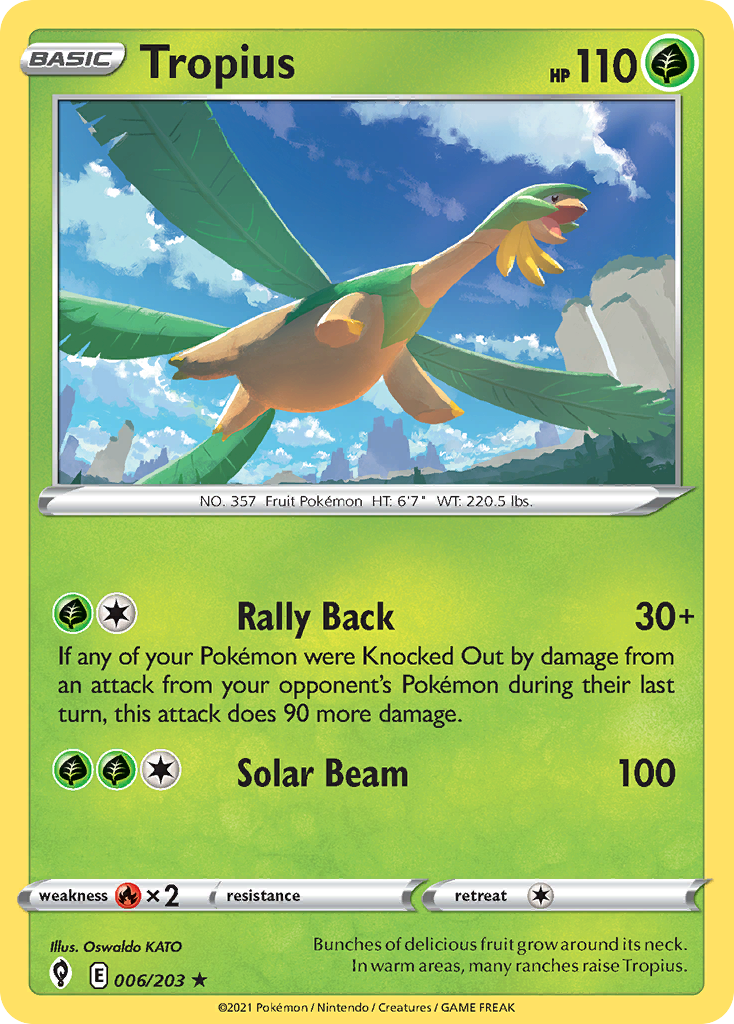 BASIC Tropius HP 110
NO. 357 Fruit Pokémon HT: 6'7" WT: 220.5 lbs.
Rally Back 30+
If any of your Pokémon were Knocked Out by damage from
an attack from your opponent's Pokémon during their last
turn, this attack does 90 more damage.
Solar Beam 100
weakness ×2 resistance retreat
Illus. Oswaldo KATO
Bunches of delicious fruit grow around its neck.
In warm areas, many ranches raise Tropius.
E 006/203 ★
©2021 Pokémon / Nintendo / Creatures / GAME FREAK